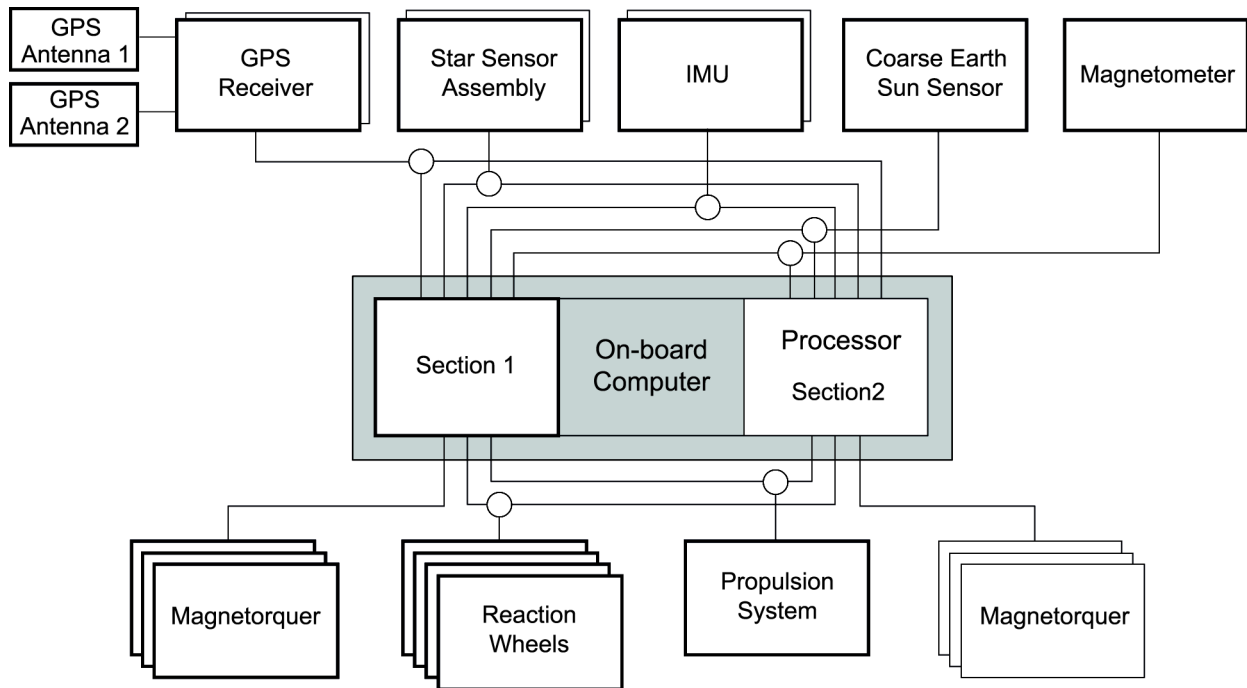 GPS
Antenna 1
GPS
Antenna 2
GPS
Receiver
Star Sensor
Assembly
IMU
Coarse Earth
Sun Sensor
Magnetometer
Section 1
On-board
Computer
Processor
Section2
Magnetorquer
Reaction
Wheels
Propulsion
System
Magnetorquer